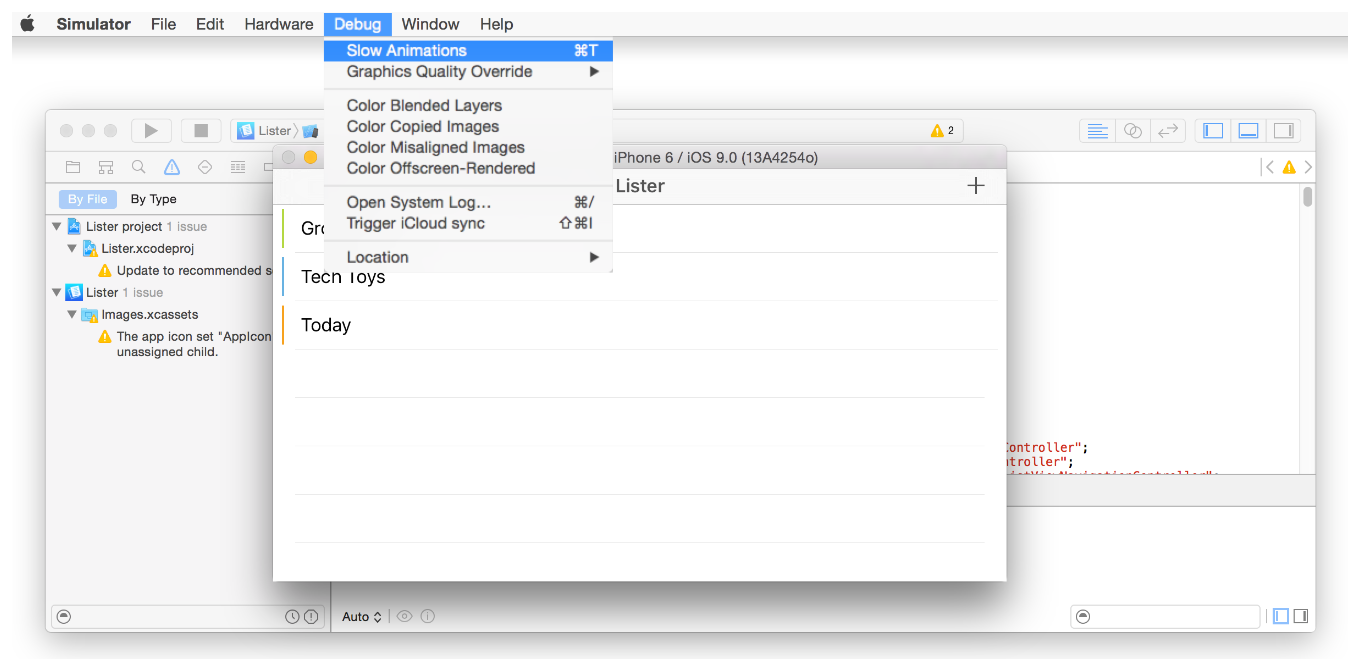 Simulator File Edit Hardware Debug Window Help
Slow Animations ⌘T
Graphics Quality Override ▶
Color Blended Layers
Color Copied Images
Color Misaligned Images
Color Offscreen-Rendered
Open System Log... ⌘/
Trigger iCloud sync ⇧⌘I
Location ▶
Lister
2
iPhone 6 / iOS 9.0 (13A4254o)
Lister
By File By Type
Lister project 1 issue
Lister.xcodeproj
Update to recommended s
Lister 1 issue
Images.xcassets
The app icon set "AppIcon
unassigned child.
Gro
Tech Toys
Today
ontroller";
troller";
Auto